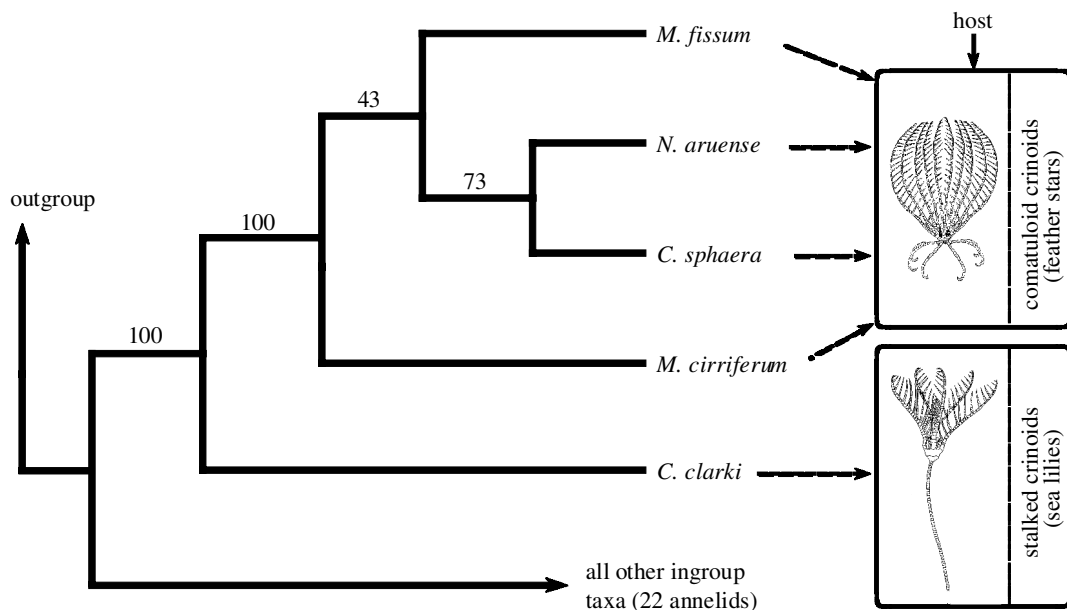 host
M. fissum
43
N. aruense
73
outgroup
100
C. sphaera
comatuloid crinoids
(feather stars)
100
M. cirriferum
C. clarki
stalked crinoids
(sea lilies)
all other ingroup
taxa (22 annelids)